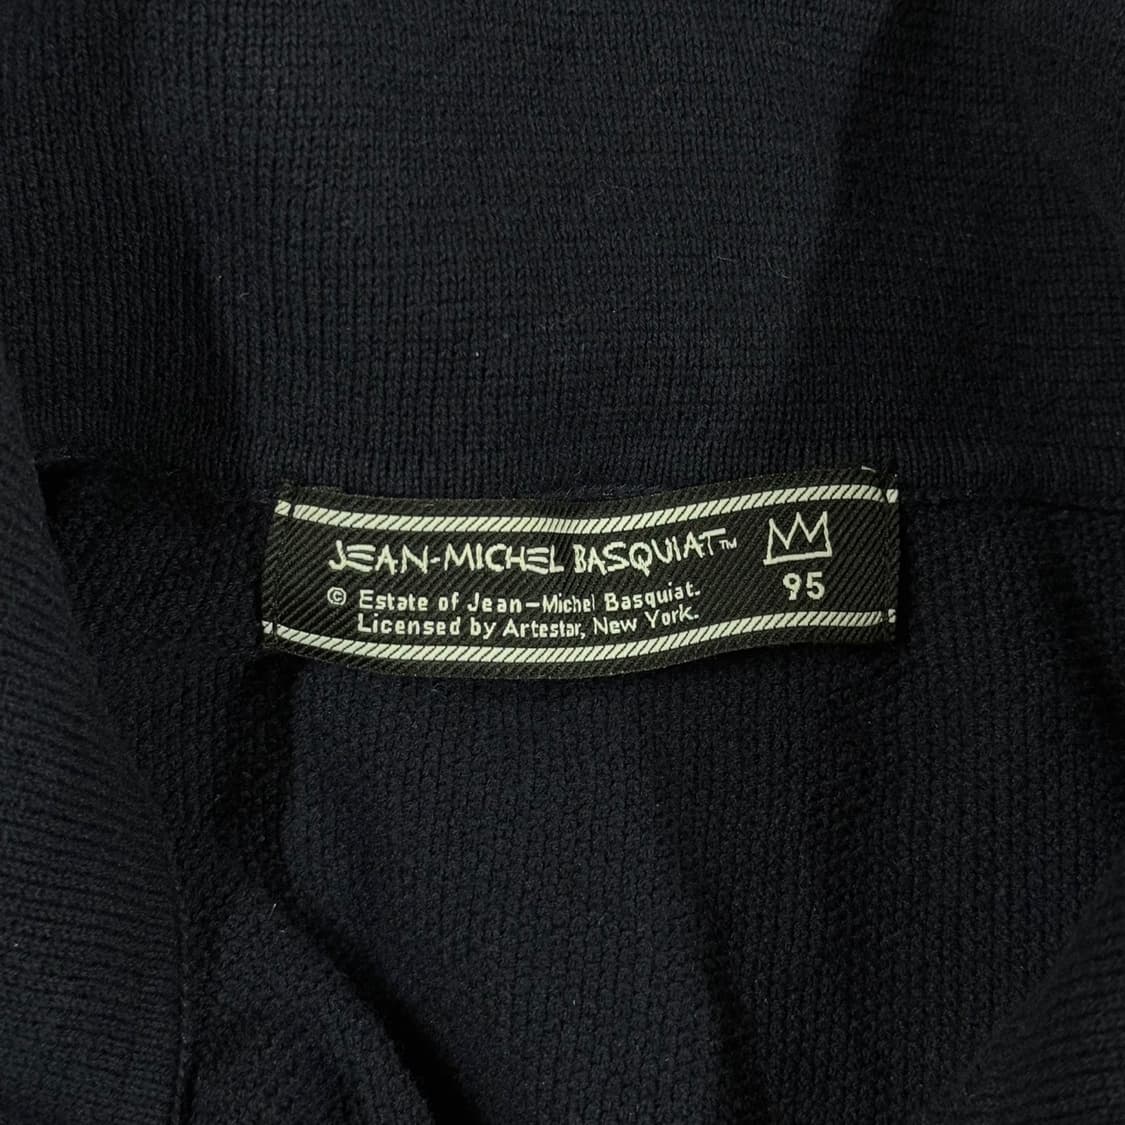 JEAN-MICHEL BASQUIAT™
© Estate of Jean-Michel Basquiat.
Licensed by Artestar, New York.
95